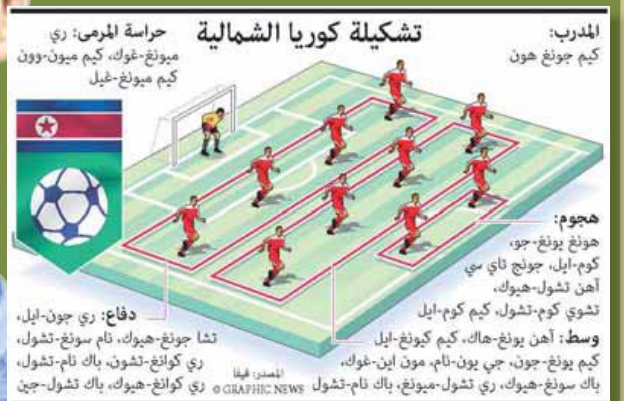 تشكيلة كوريا الشمالية
المدرب:
كيم جونغ هون
حراسة المرمى: ري
ميونغ-غوك، كيم ميون-وون
كيم ميونغ-غيل
هجوم:
هونغ يونغ-جو،
كوم-ايل، جونج تاي سي
آهن تشول-هيوك،
تشوي كوم-تشول، كيم كوم-ايل
وسط: آهن يونغ-هاك، كيم كيونغ-ايل
كيم يونغ-جون، جي يون-نام، مون اين-غوك،
باك سونغ-هيوك، ري تشول-ميونغ، باك نام-تشول
دفاع: ري جون-ايل،
تشا جونغ-هيوك، نام سونغ-تشول،
ري كوانغ-تشون، باك نام-تشول،
ري كوانغ-هيوك، باك تشول-جين
المصدر: فيفا
© GRAPHIC NEWS